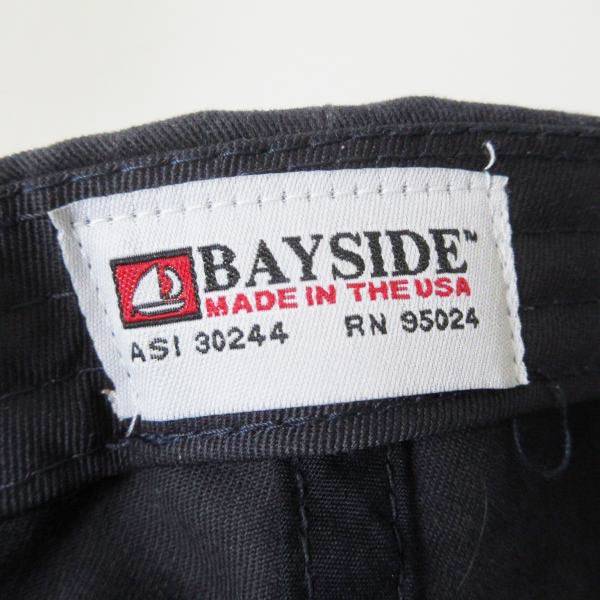 BAYSIDE™
MADE IN THE USA
ASI 30244 RN 95024